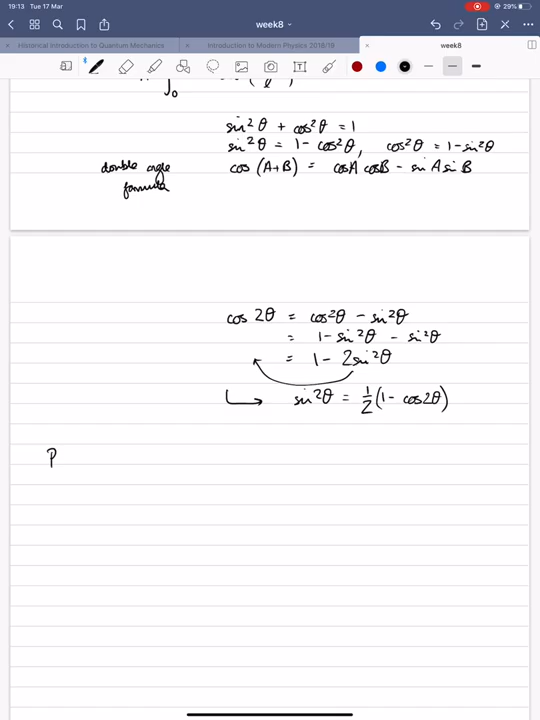 19:13 Tue 17 Mar
29%
week8
Historical Introduction to Quantum Mechanics
Introduction to Modern Physics 2018/19
week8
sin²θ + cos²θ = 1
sin²θ = 1 - cos²θ, cos²θ = 1 - sin²θ
double angle formula
cos (A+B) = cosA cosB - sinA sinB
cos 2θ = cos²θ - sin²θ
= 1 - sin²θ - sin²θ
= 1 - 2sin²θ
sin²θ = 1/2 (1 - cos2θ)
P